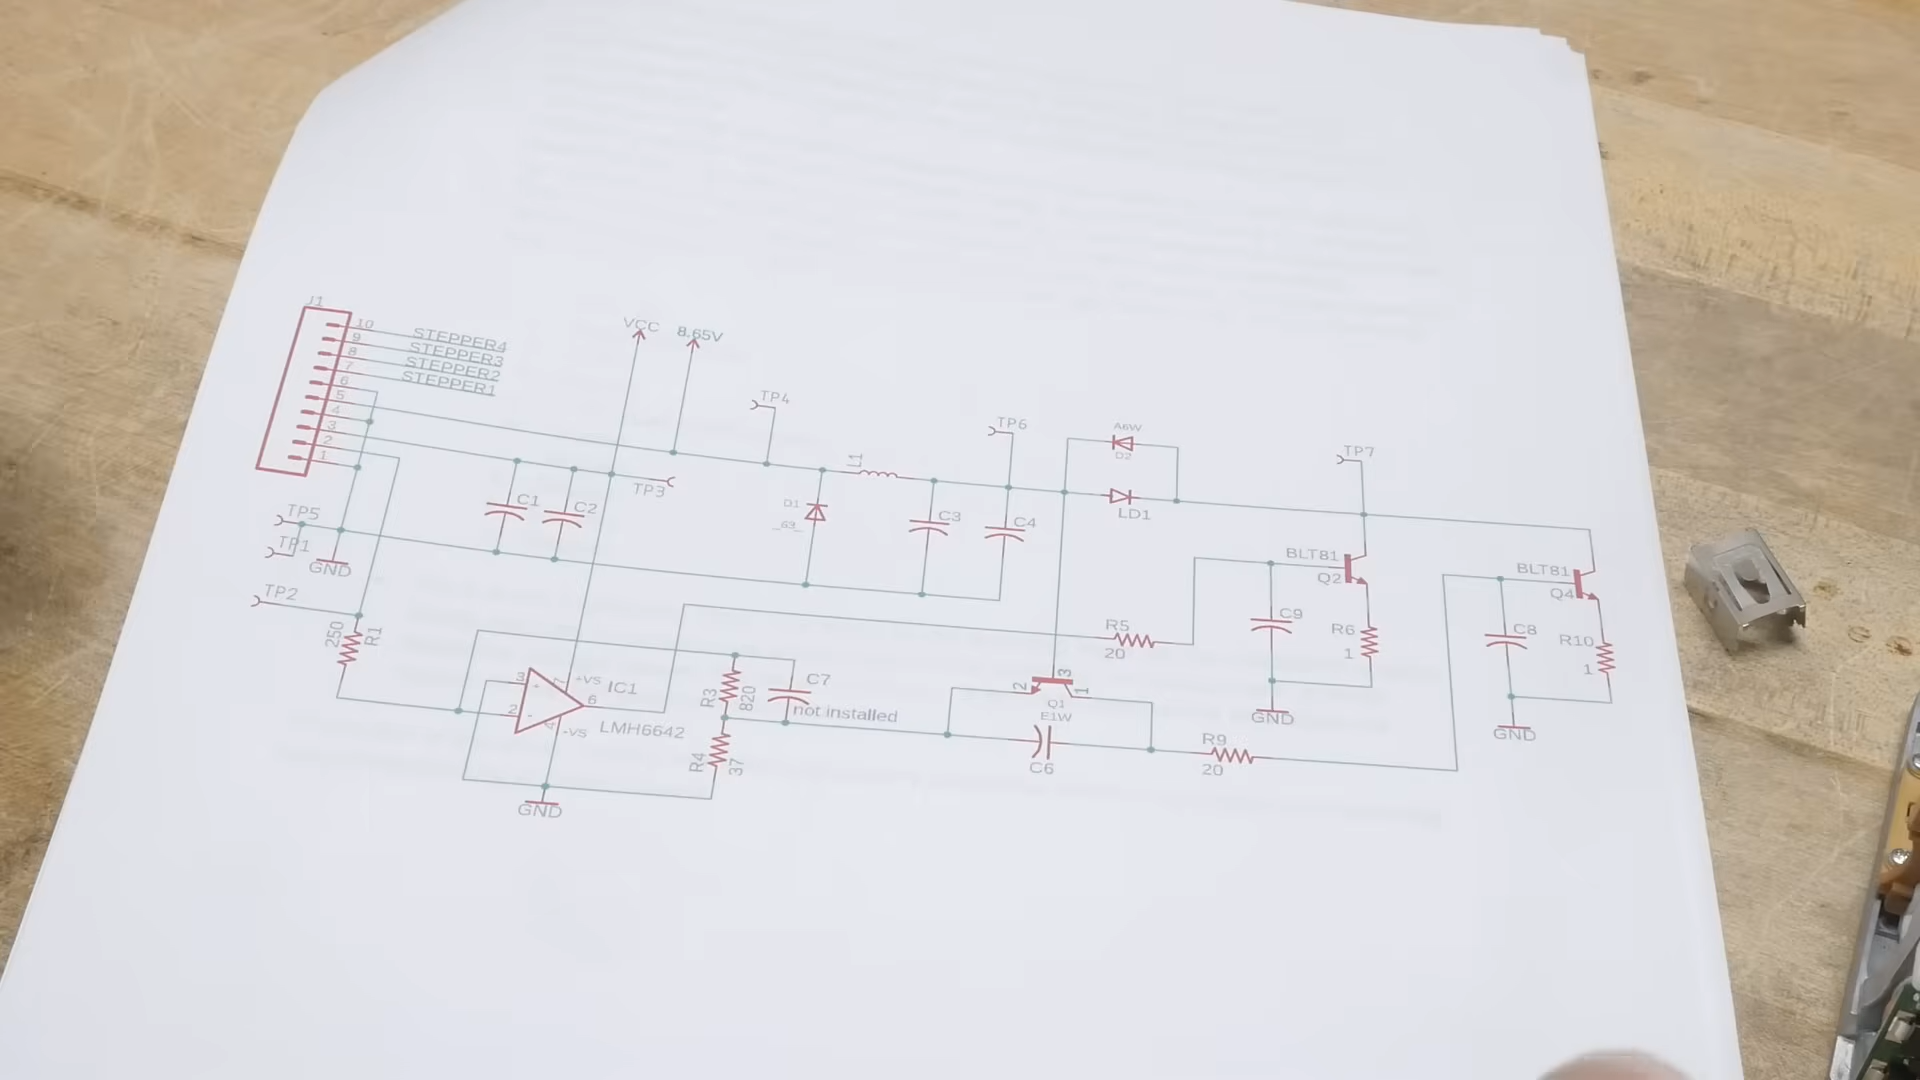 J1
10 STEPPER4
9 STEPPER3
8 STEPPER2
7 STEPPER1
6
5
4
3
2
1
VCC 8.65V
TP4
TP6
A6W
D2
TP7
L1
TP3
C1
C2
D1
_63_
C3
C4
LD1
TP5
TP1
GND
TP2
250
R1
BLT81
Q2
BLT81
Q4
C9
R6
1
C8
R10
1
R5
20
3
+VS
IC1
2
6
-VS
LMH6642
R3
820
C7
not installed
2
3
1
Q1
E1W
C6
R4
37
R9
20
GND
GND
GND